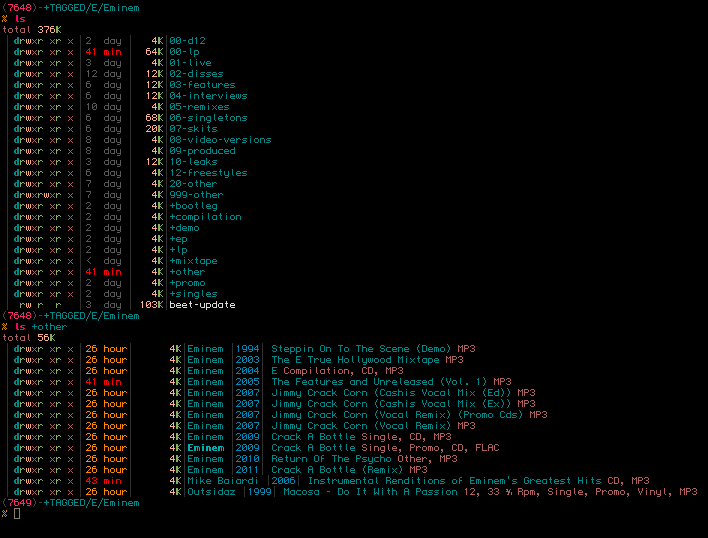 (7648)-+TAGGED/E/Eminem
% ls
total 376K
drwxr xr x | 2 day | 4K|00-d12
drwxr xr x | 41 min | 64K|00-lp
drwxr xr x | 3 day | 4K|01-live
drwxr xr x | 12 day | 12K|02-disses
drwxr xr x | 6 day | 12K|03-features
drwxr xr x | 6 day | 12K|04-interviews
drwxr xr x | 10 day | 4K|05-remixes
drwxr xr x | 6 day | 68K|06-singletons
drwxr xr x | 6 day | 20K|07-skits
drwxr xr x | 8 day | 4K|08-video-versions
drwxr xr x | 8 day | 4K|09-produced
drwxr xr x | 3 day | 12K|10-leaks
drwxr xr x | 6 day | 4K|12-freestyles
drwxr xr x | 7 day | 4K|20-other
drwxrwxr x | 7 day | 4K|999-other
drwxr xr x | 2 day | 4K|+bootleg
drwxr xr x | 2 day | 4K|+compilation
drwxr xr x | 2 day | 4K|+demo
drwxr xr x | 2 day | 4K|+ep
drwxr xr x | 2 day | 4K|+lp
drwxr xr x | < day | 4K|+mixtape
drwxr xr x | 41 min | 4K|+other
drwxr xr x | 2 day | 4K|+promo
drwxr xr x | 2 day | 4K|+singles
rw r r | 3 day | 103K|beet-update
(7648)-+TAGGED/E/Eminem
% ls +other
total 56K
drwxr xr x | 26 hour | 4K|Eminem |1994| Steppin On To The Scene (Demo) MP3
drwxr xr x | 26 hour | 4K|Eminem |2003| The E True Hollywood Mixtape MP3
drwxr xr x | 26 hour | 4K|Eminem |2004| E Compilation, CD, MP3
drwxr xr x | 41 min | 4K|Eminem |2005| The Features and Unreleased (Vol. 1) MP3
drwxr xr x | 26 hour | 4K|Eminem |2007| Jimmy Crack Corn (Cashis Vocal Mix (Ed)) MP3
drwxr xr x | 26 hour | 4K|Eminem |2007| Jimmy Crack Corn (Cashis Vocal Mix (Ex)) MP3
drwxr xr x | 26 hour | 4K|Eminem |2007| Jimmy Crack Corn (Vocal Remix) (Promo Cds) MP3
drwxr xr x | 26 hour | 4K|Eminem |2007| Jimmy Crack Corn (Vocal Remix) MP3
drwxr xr x | 26 hour | 4K|Eminem |2009| Crack A Bottle Single, CD, MP3
drwxr xr x | 26 hour | 4K|Eminem |2009| Crack A Bottle Single, Promo, CD, FLAC
drwxr xr x | 26 hour | 4K|Eminem |2010| Return Of The Psycho Other, MP3
drwxr xr x | 26 hour | 4K|Eminem |2011| Crack A Bottle (Remix) MP3
drwxr xr x | 43 min | 4K|Mike Baiardi |2006| Instrumental Renditions of Eminem's Greatest Hits CD, MP3
drwxr xr x | 26 hour | 4K|Outsidaz |1999| Macosa - Do It With A Passion 12, 33 ⅓ Rpm, Single, Promo, Vinyl, MP3
(7649)-+TAGGED/E/Eminem
%